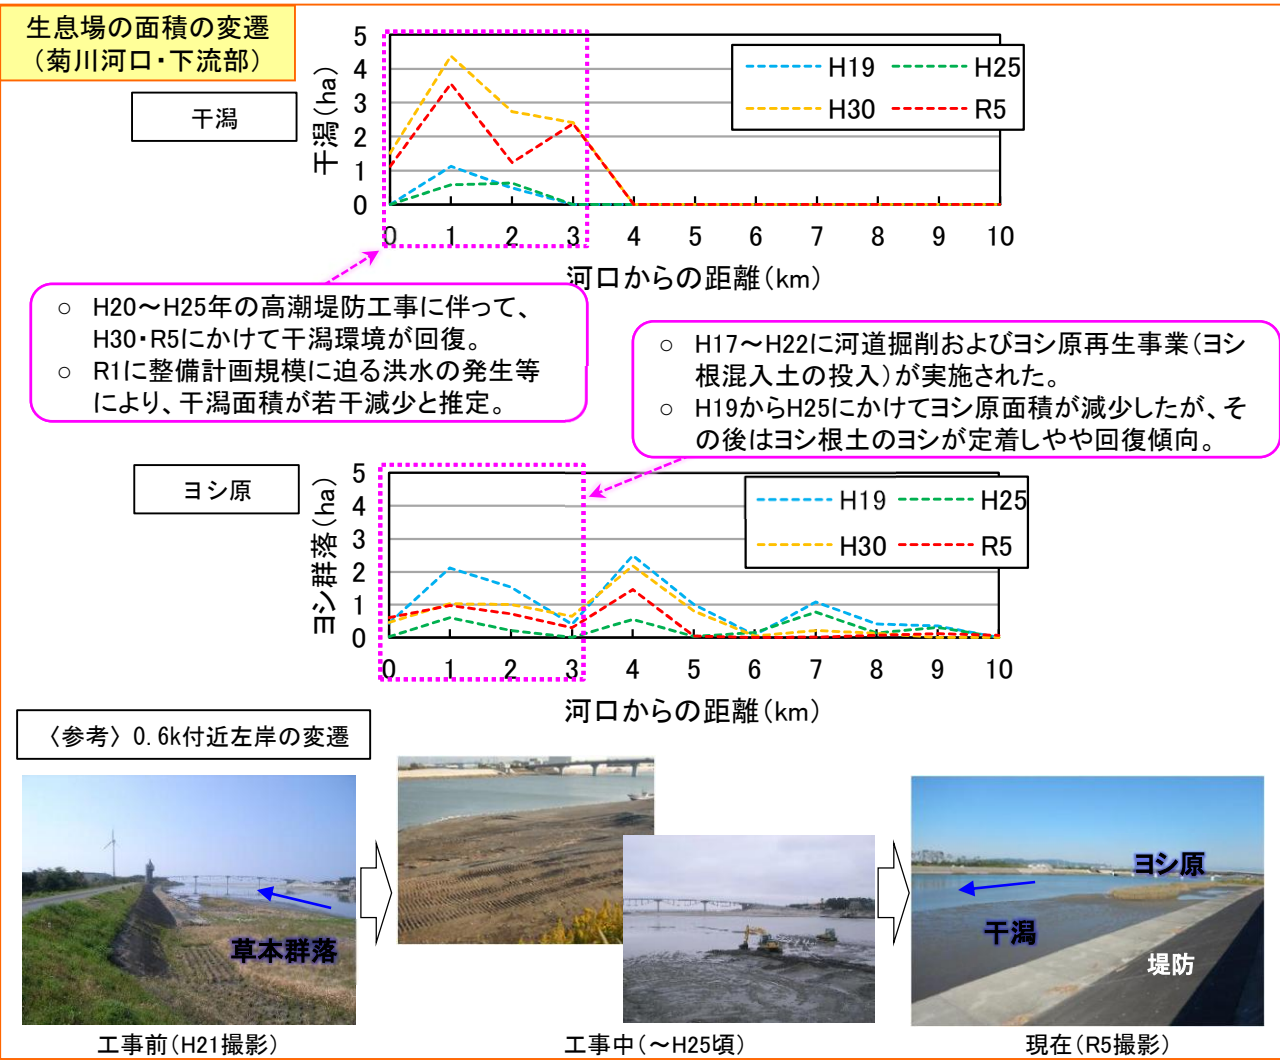 生息場の面積の変遷
（菊川河口・下流部）
干潟
干潟(ha)
5
4
3
2
1
0
H19
H25
H30
R5
0 1 2 3 4 5 6 7 8 9 10
河口からの距離(km)
○ H20～H25年の高潮堤防工事に伴って、
H30・R5にかけて干潟環境が回復。
○ R1に整備計画規模に迫る洪水の発生等
により、干潟面積が若干減少と推定。
○ H17～H22に河道掘削およびヨシ原再生事業(ヨシ
根混入土の投入)が実施された。
○ H19からH25にかけてヨシ原面積が減少したが、そ
の後はヨシ根土のヨシが定着しやや回復傾向。
ヨシ原
ヨシ群落(ha)
5
4
3
2
1
0
H19
H25
H30
R5
0 1 2 3 4 5 6 7 8 9 10
河口からの距離(km)
〈参考〉0.6k付近左岸の変遷
草本群落
ヨシ原
干潟
堤防
工事前(H21撮影)
工事中(～H25頃)
現在(R5撮影)